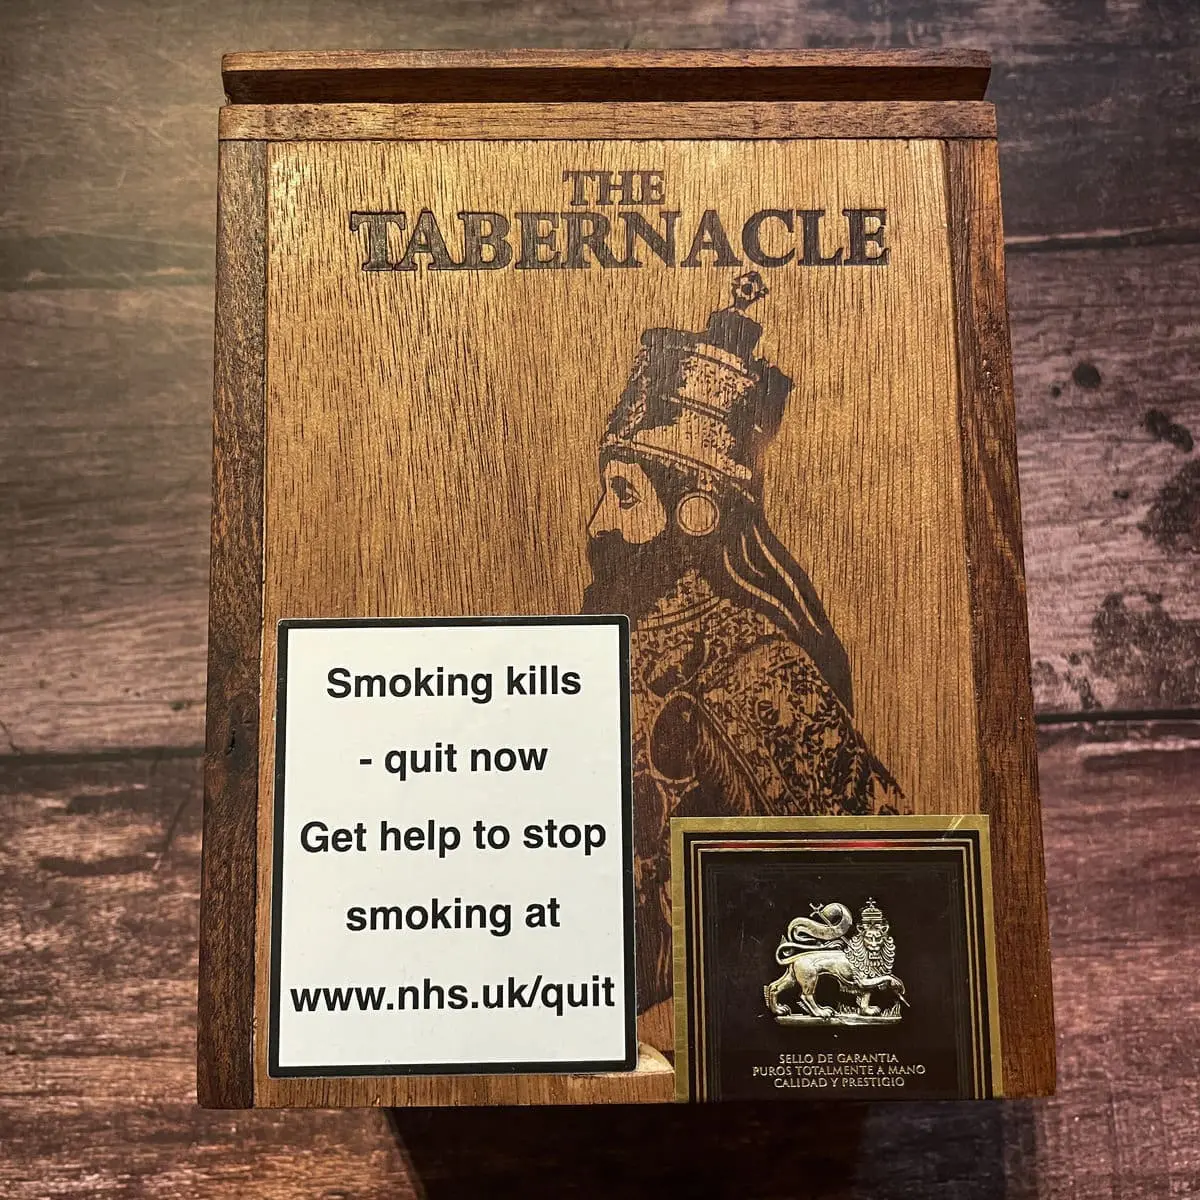 THE
TABERNACLE
Smoking kills
- quit now
Get help to stop
smoking at
www.nhs.uk/quit
SELLO DE GARANTIA
PUROS TOTALMENTE A MANO
CALIDAD Y PRESTIGIO